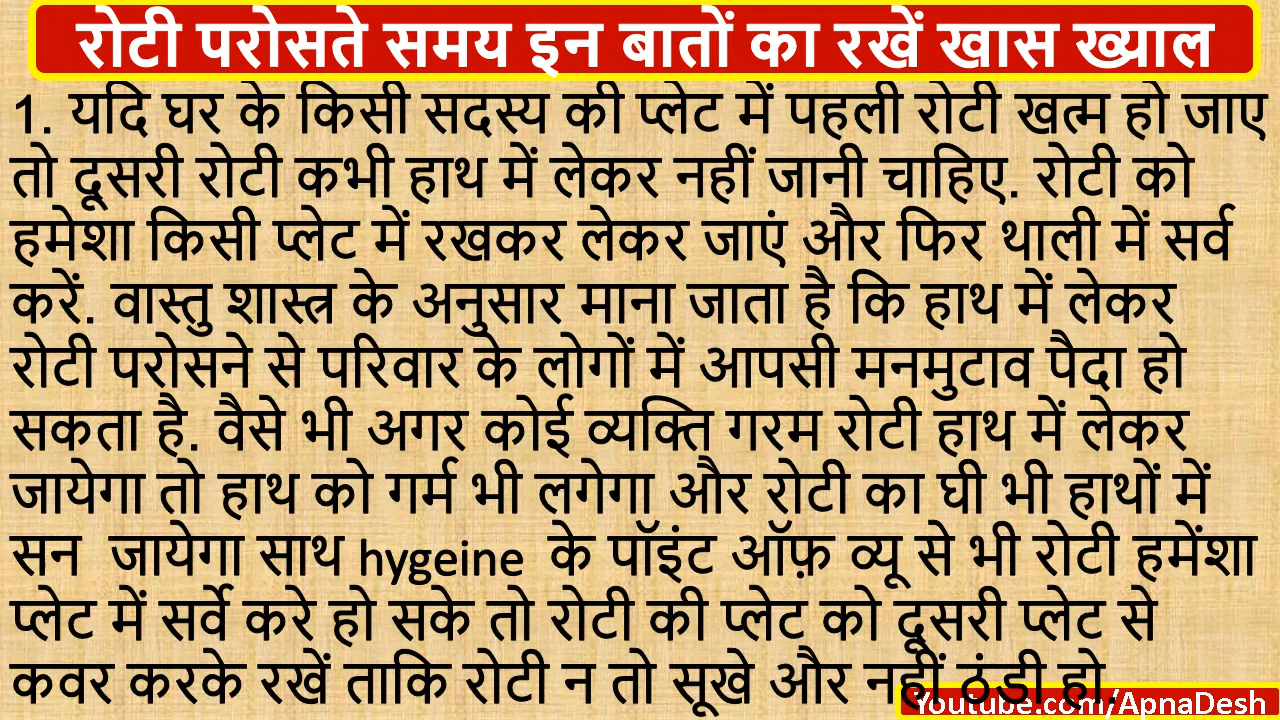 रोटी परोसते समय इन बातों का रखें खास ख्याल
1. यदि घर के किसी सदस्य की प्लेट में पहली रोटी खत्म हो जाए
तो दूसरी रोटी कभी हाथ में लेकर नहीं जानी चाहिए. रोटी को
हमेशा किसी प्लेट में रखकर लेकर जाएं और फिर थाली में सर्व
करें. वास्तु शास्त्र के अनुसार माना जाता है कि हाथ में लेकर
रोटी परोसने से परिवार के लोगों में आपसी मनमुटाव पैदा हो
सकता है. वैसे भी अगर कोई व्यक्ति गरम रोटी हाथ में लेकर
जायेगा तो हाथ को गर्म भी लगेगा और रोटी का घी भी हाथों में
सन जायेगा साथ hygeine के पॉइंट ऑफ़ व्यू से भी रोटी हमेंशा
प्लेट में सर्वे करे हो सके तो रोटी की प्लेट को दूसरी प्लेट से
कवर करके रखें ताकि रोटी न तो सूखे और नहीं ठंडी हो.
Youtube.com/ApnaDesh